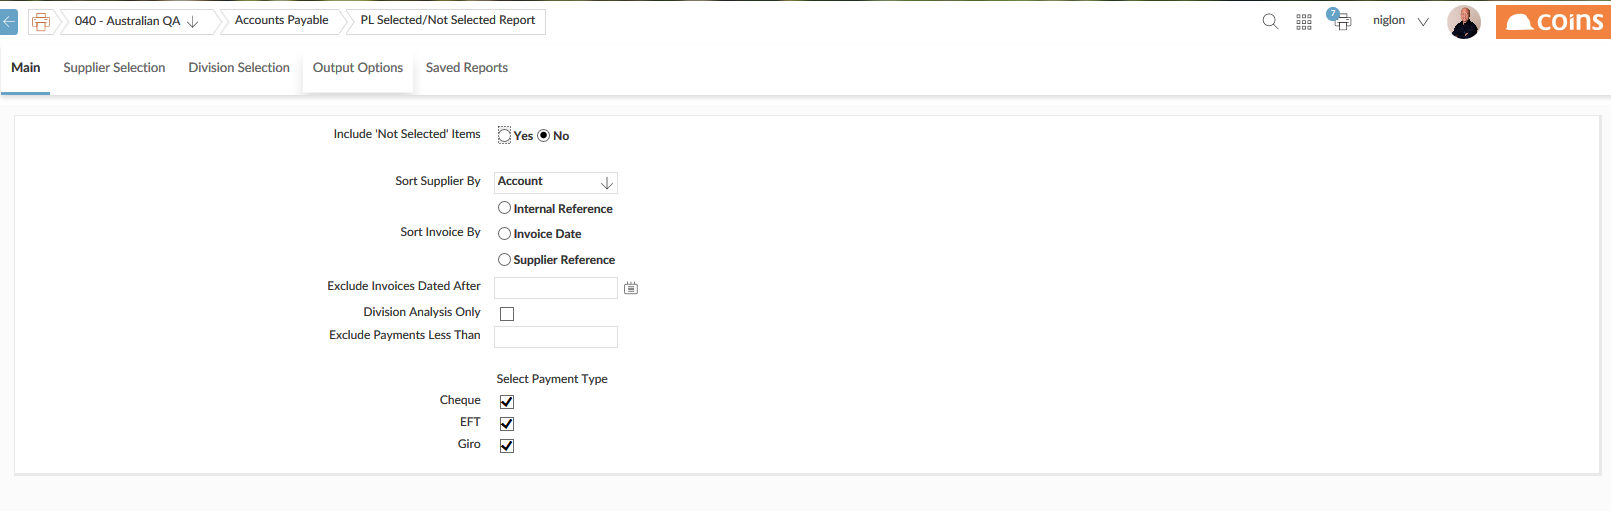 040 - Australian QA
Accounts Payable
PL Selected/Not Selected Report
7
niglon
coins
Main
Supplier Selection
Division Selection
Output Options
Saved Reports
Include 'Not Selected' Items
Yes
No
Sort Supplier By
Account
Internal Reference
Sort Invoice By
Invoice Date
Supplier Reference
Exclude Invoices Dated After
Division Analysis Only
Exclude Payments Less Than
Select Payment Type
Cheque
EFT
Giro